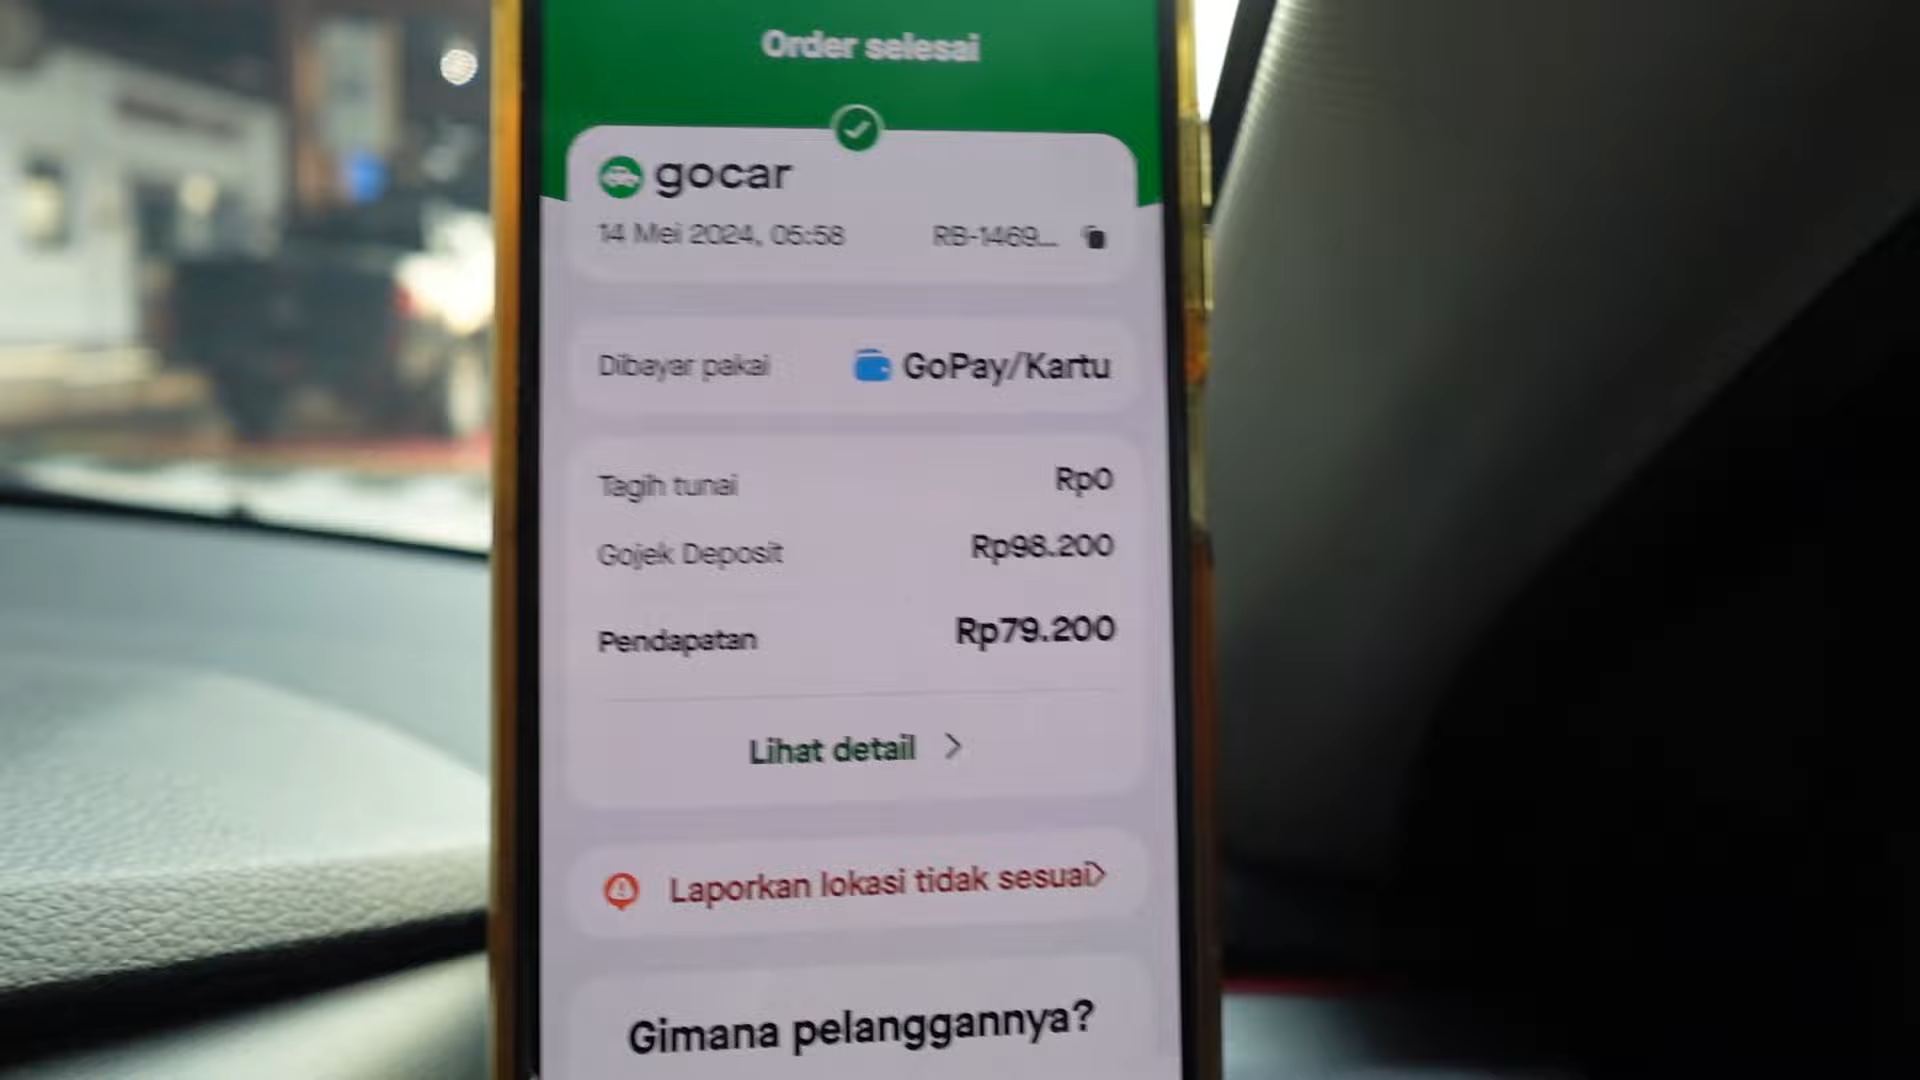 Order selesai
gocar
14 Mei 2024, 05:58 RB-1469...
Dibayar pakai GoPay/Kartu
Tagih tunai Rp0
Gojek Deposit Rp98.200
Pendapatan Rp79.200
Lihat detail
Laporkan lokasi tidak sesuai
Gimana pelanggannya?